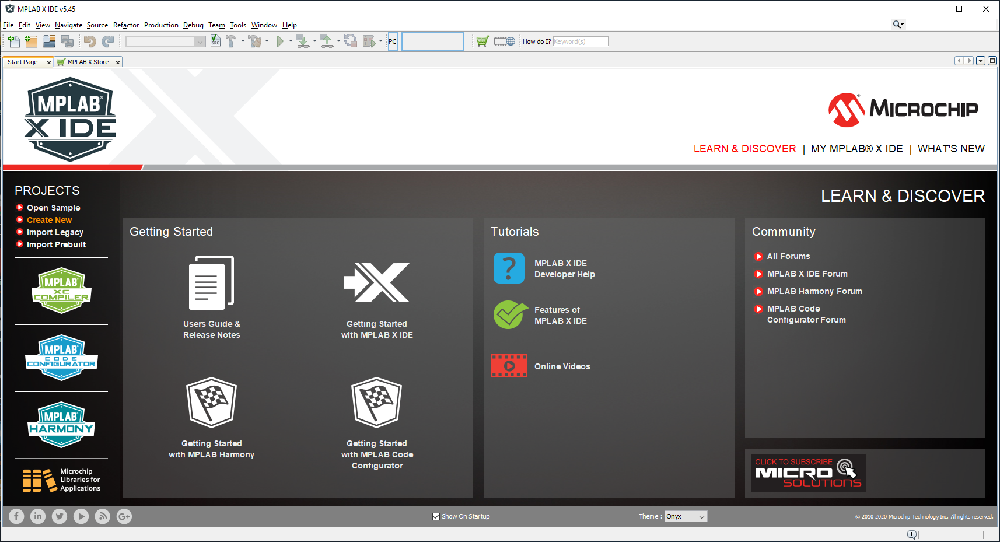 MPLAB X IDE v5.45
File Edit View Navigate Source Refactor Production Debug Team Tools Window Help
SRC
PC
How do I? Keyword(s)
Start Page x MPLAB X Store x
MPLAB®
X IDE
MICROCHIP
LEARN & DISCOVER | MY MPLAB® X IDE | WHAT'S NEW
PROJECTS
Open Sample
Create New
Import Legacy
Import Prebuilt
MPLAB®
XC
COMPILER
MPLAB®
CODE
CONFIGURATOR
MPLAB®
HARMONY
Microchip
Libraries for
Applications
LEARN & DISCOVER
Getting Started
Users Guide &
Release Notes
Getting Started
with MPLAB X IDE
Getting Started
with MPLAB Harmony
Getting Started
with MPLAB Code
Configurator
Tutorials
?
MPLAB X IDE
Developer Help
Features of
MPLAB X IDE
Online Videos
Community
All Forums
MPLAB X IDE Forum
MPLAB Harmony Forum
MPLAB Code
Configurator Forum
CLICK TO SUBSCRIBE
MICRO
SOLUTIONS
f in G+
Show On Startup
Theme : Onyx
© 2010-2020 Microchip Technology Inc. All rights reserved.
1